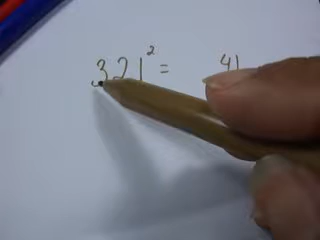 321² = 41